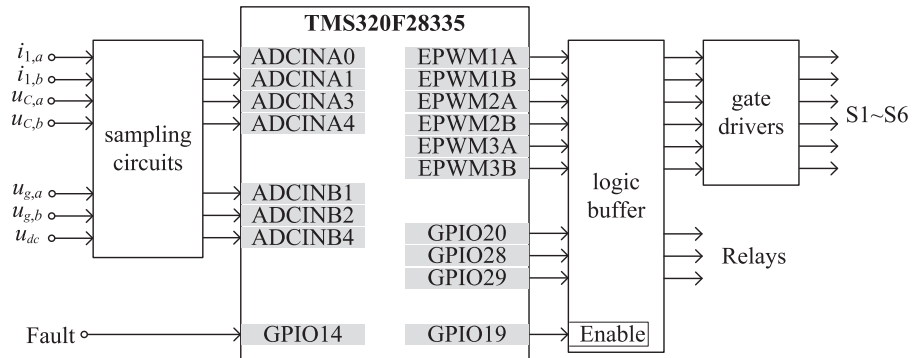 TMS320F28335
i1,a
i1,b
uC,a
uC,b
ug,a
ug,b
udc
Fault
sampling
circuits
ADCINA0
ADCINA1
ADCINA3
ADCINA4
ADCINB1
ADCINB2
ADCINB4
GPIO14
EPWM1A
EPWM1B
EPWM2A
EPWM2B
EPWM3A
EPWM3B
GPIO20
GPIO28
GPIO29
GPIO19
logic
buffer
Enable
gate
drivers
S1~S6
Relays